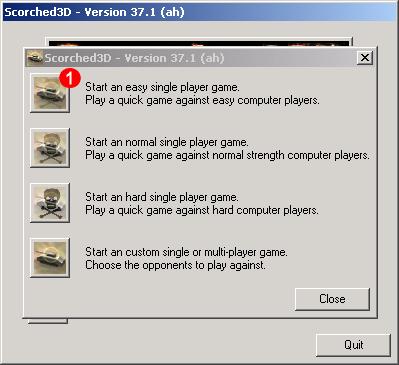 Scorched3D - Version 37.1 (ah)
Scorched3D - Version 37.1 (ah)
1
Start an easy single player game.
Play a quick game against easy computer players.
Start an normal single player game.
Play a quick game against normal strength computer players.
Start an hard single player game.
Play a quick game against hard computer players.
Start an custom single or multi-player game.
Choose the opponents to play against.
Close
Quit